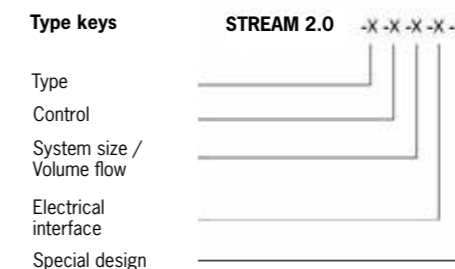 Type keys STREAM 2.0 -X -X -X -X -
Type
Control
System size /
Volume flow
Electrical
interface
Special design